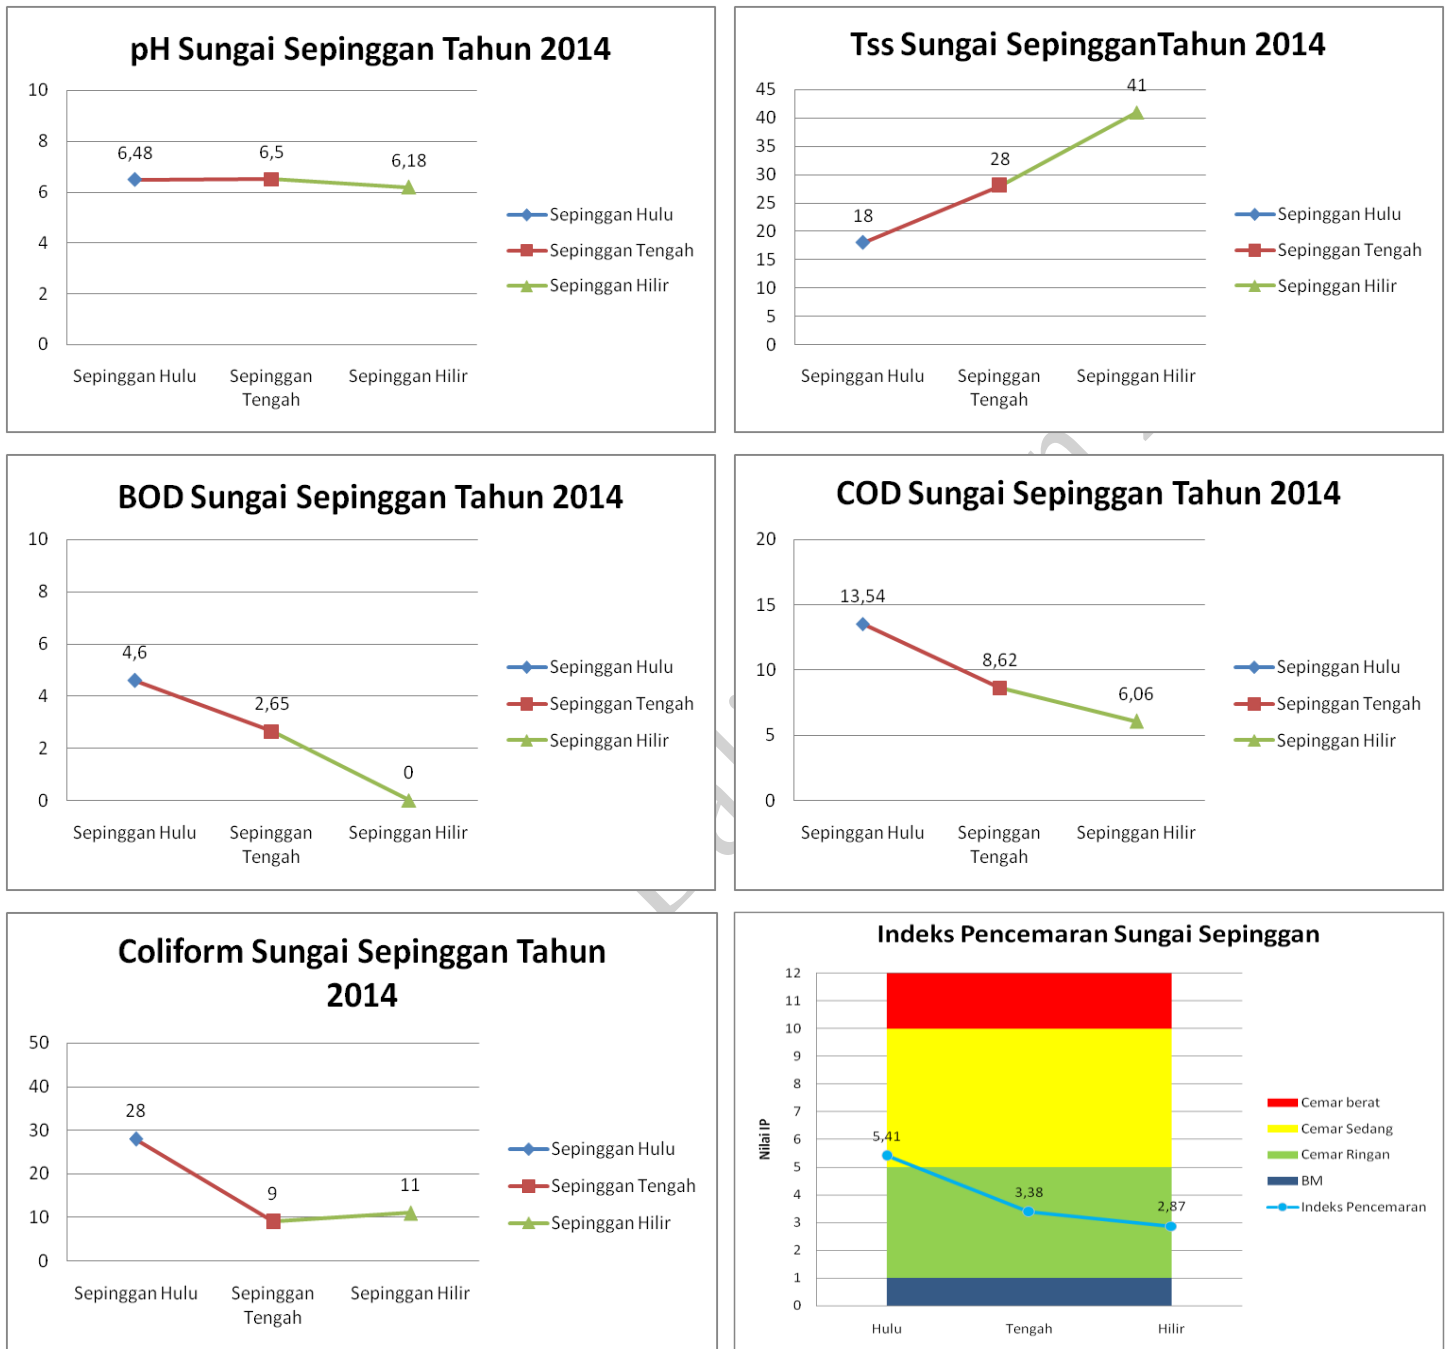 pH Sungai Sepinggan Tahun 2014
10
8
6
4
2
0
6,48
6,5
6,18
Sepinggan Hulu
Sepinggan
Tengah
Sepinggan Hilir
Sepinggan Hulu
Sepinggan Tengah
Sepinggan Hilir
Tss Sungai SepingganTahun 2014
45
40
35
30
25
20
15
10
5
0
18
28
41
Sepinggan Hulu
Sepinggan
Tengah
Sepinggan Hilir
Sepinggan Hulu
Sepinggan Tengah
Sepinggan Hilir
BOD Sungai Sepinggan Tahun 2014
10
8
6
4
2
0
4,6
2,65
0
Sepinggan Hulu
Sepinggan
Tengah
Sepinggan Hilir
Sepinggan Hulu
Sepinggan Tengah
Sepinggan Hilir
COD Sungai Sepinggan Tahun 2014
20
15
10
5
0
13,54
8,62
6,06
Sepinggan Hulu
Sepinggan
Tengah
Sepinggan Hilir
Sepinggan Hulu
Sepinggan Tengah
Sepinggan Hilir
Coliform Sungai Sepinggan Tahun
2014
50
40
30
20
10
0
28
9
11
Sepinggan Hulu
Sepinggan
Tengah
Sepinggan Hilir
Sepinggan Hulu
Sepinggan Tengah
Sepinggan Hilir
Indeks Pencemaran Sungai Sepinggan
Nilai IP
12
11
10
9
8
7
6
5
4
3
2
1
0
5,41
3,38
2,87
Hulu
Tengah
Hilir
Cemar berat
Cemar Sedang
Cemar Ringan
BM
Indeks Pencemaran